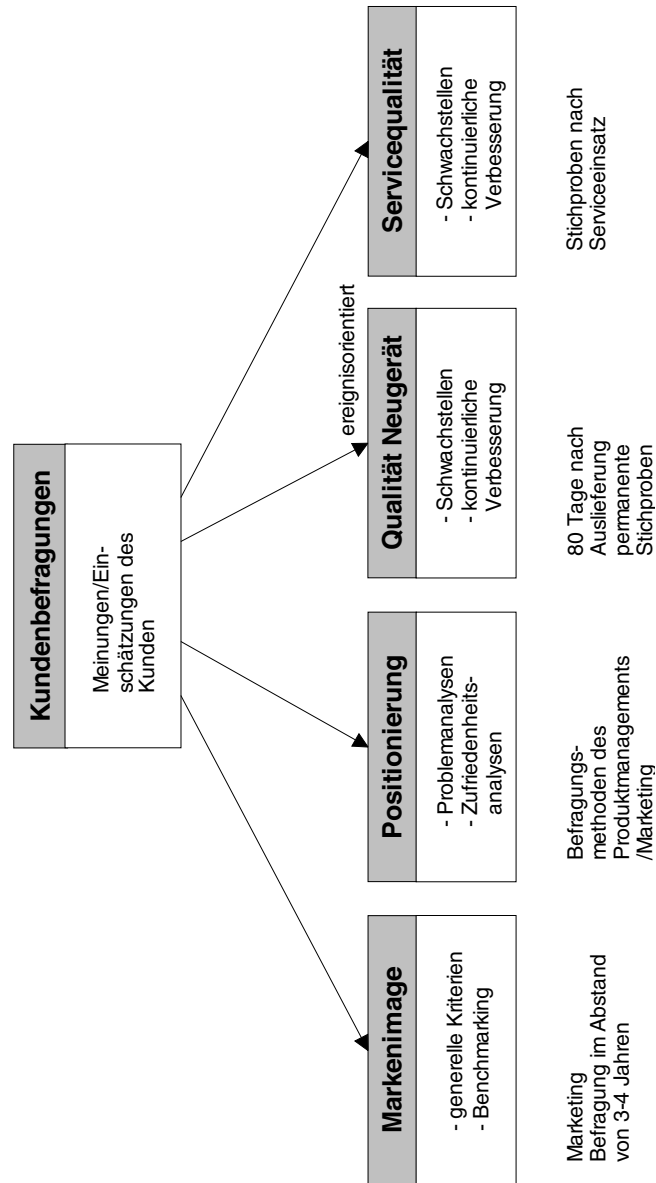 Kundenbefragungen
Meinungen/Ein-
schätzungen des
Kunden
ereignisorientiert
Markenimage
- generelle Kriterien
- Benchmarking
Marketing
Befragung im Abstand
von 3-4 Jahren
Positionierung
- Problemanalysen
- Zufriedenheits-
analysen
Befragungs-
methoden des
Produktmanagements
/Marketing
Qualität Neugerät
- Schwachstellen
- kontinuierliche
Verbesserung
80 Tage nach
Auslieferung
permanente
Stichproben
Servicequalität
- Schwachstellen
- kontinuierliche
Verbesserung
Stichproben nach
Serviceeinsatz